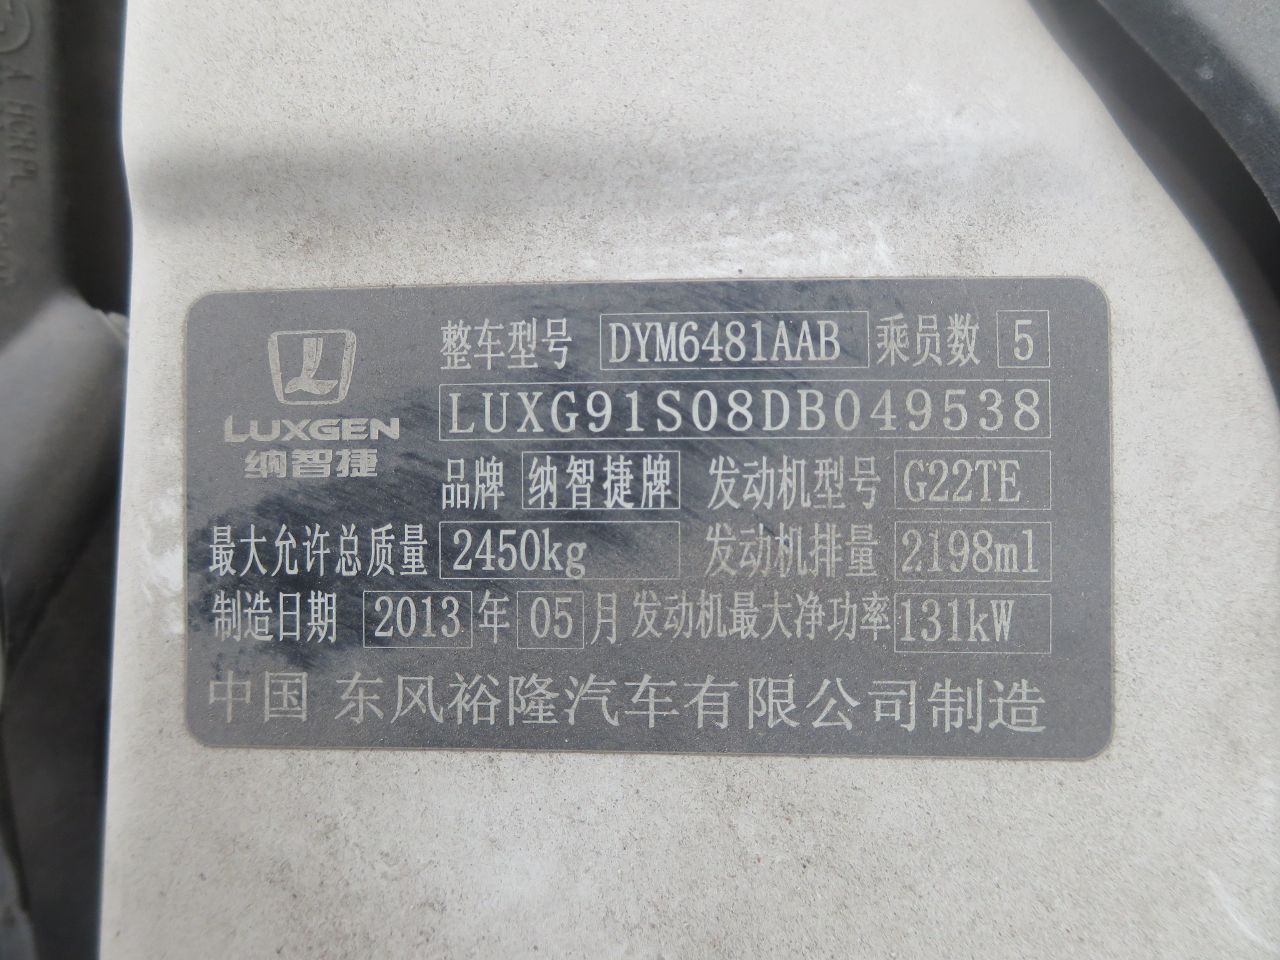 整车型号 DYM6481AAB 乘员数 5
LUXGEN
纳智捷
LUXG91S08DB049538
品牌 纳智捷牌 发动机型号 G22TE
最大允许总质量 2450kg 发动机排量 2198ml
制造日期 2013 年 05 月 发动机最大净功率 131kW
中国 东风裕隆汽车有限公司制造